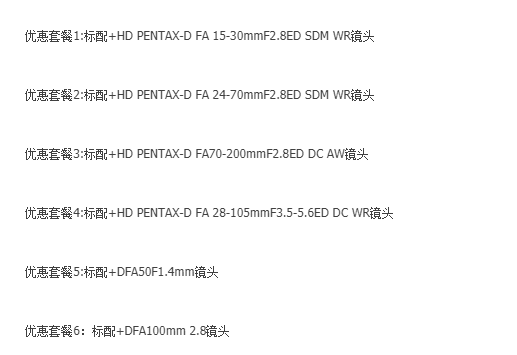 优惠套餐1:标配+HD PENTAX-D FA 15-30mmF2.8ED SDM WR镜头
优惠套餐2:标配+HD PENTAX-D FA 24-70mmF2.8ED SDM WR镜头
优惠套餐3:标配+HD PENTAX-D FA70-200mmF2.8ED DC AW镜头
优惠套餐4:标配+HD PENTAX-D FA 28-105mmF3.5-5.6ED DC WR镜头
优惠套餐5:标配+DFA50F1.4mm镜头
优惠套餐6：标配+DFA100mm 2.8镜头